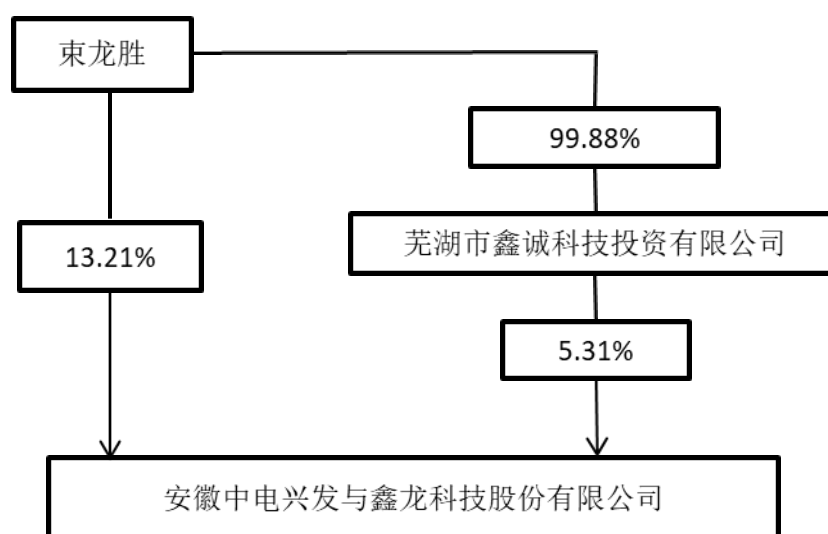 束龙胜
99.88%
芜湖市鑫诚科技投资有限公司
13.21%
5.31%
安徽中电兴发与鑫龙科技股份有限公司